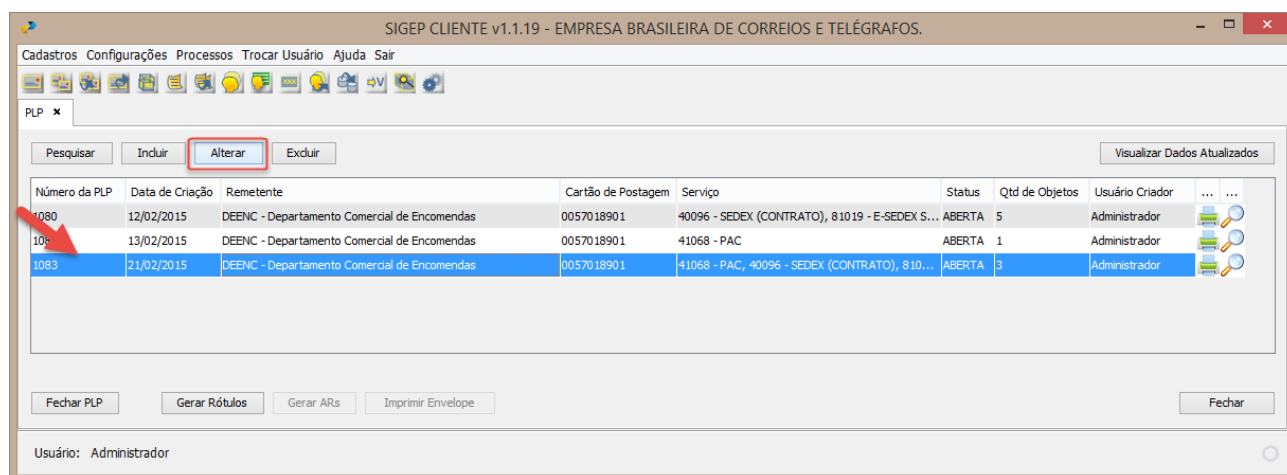 SIGEP CLIENTE v1.1.19 - EMPRESA BRASILEIRA DE CORREIOS E TELÉGRAFOS.
Cadastros Configurações Processos Trocar Usuário Ajuda Sair
PLP
Pesquisar Incluir Alterar Excluir Visualizar Dados Atualizados
Número da PLP Data de Criação Remetente Cartão de Postagem Serviço Status Qtd de Objetos Usuário Criador ... ...
1080 12/02/2015 DEENC - Departamento Comercial de Encomendas 0057018901 40096 - SEDEX (CONTRATO), 81019 - E-SEDEX S... ABERTA 5 Administrador
13/02/2015 DEENC - Departamento Comercial de Encomendas 0057018901 41068 - PAC ABERTA 1 Administrador
1083 21/02/2015 DEENC - Departamento Comercial de Encomendas 0057018901 41068 - PAC, 40096 - SEDEX (CONTRATO), 810... ABERTA 3 Administrador
Fechar PLP Gerar Rótulos Gerar ARs Imprimir Envelope Fechar
Usuário: Administrador